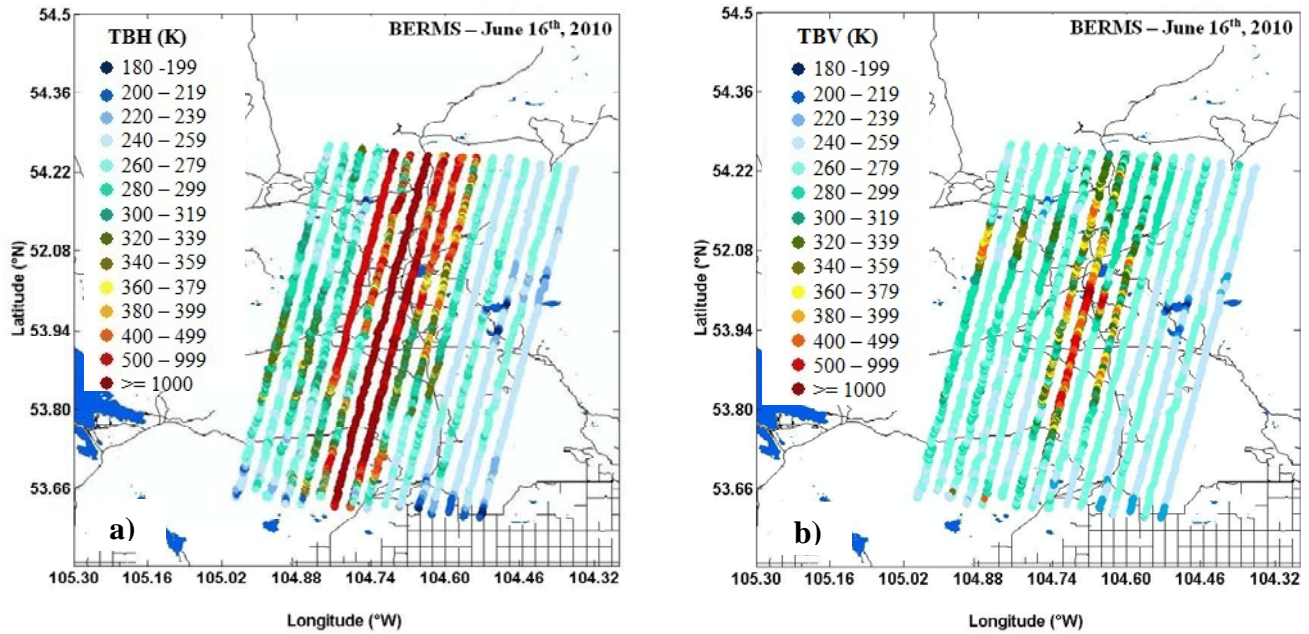 BERMS – June 16th, 2010
TBH (K)
180 -199
200 – 219
220 – 239
240 – 259
260 – 279
280 – 299
300 – 319
320 – 339
340 – 359
360 – 379
380 – 399
400 – 499
500 – 999
>= 1000
a)
54.5
54.36
54.22
52.08
53.94
53.80
53.66
Latitude (°N)
105.30 105.16 105.02 104.88 104.74 104.60 104.46 104.32
Longitude (°W)
BERMS – June 16th, 2010
TBV (K)
180 -199
200 – 219
220 – 239
240 – 259
260 – 279
280 – 299
300 – 319
320 – 339
340 – 359
360 – 379
380 – 399
400 – 499
500 – 999
>= 1000
b)
54.5
54.36
54.22
52.08
53.94
53.80
53.66
Latitude (°N)
105.30 105.16 105.02 104.88 104.74 104.60 104.46 104.32
Longitude (°W)